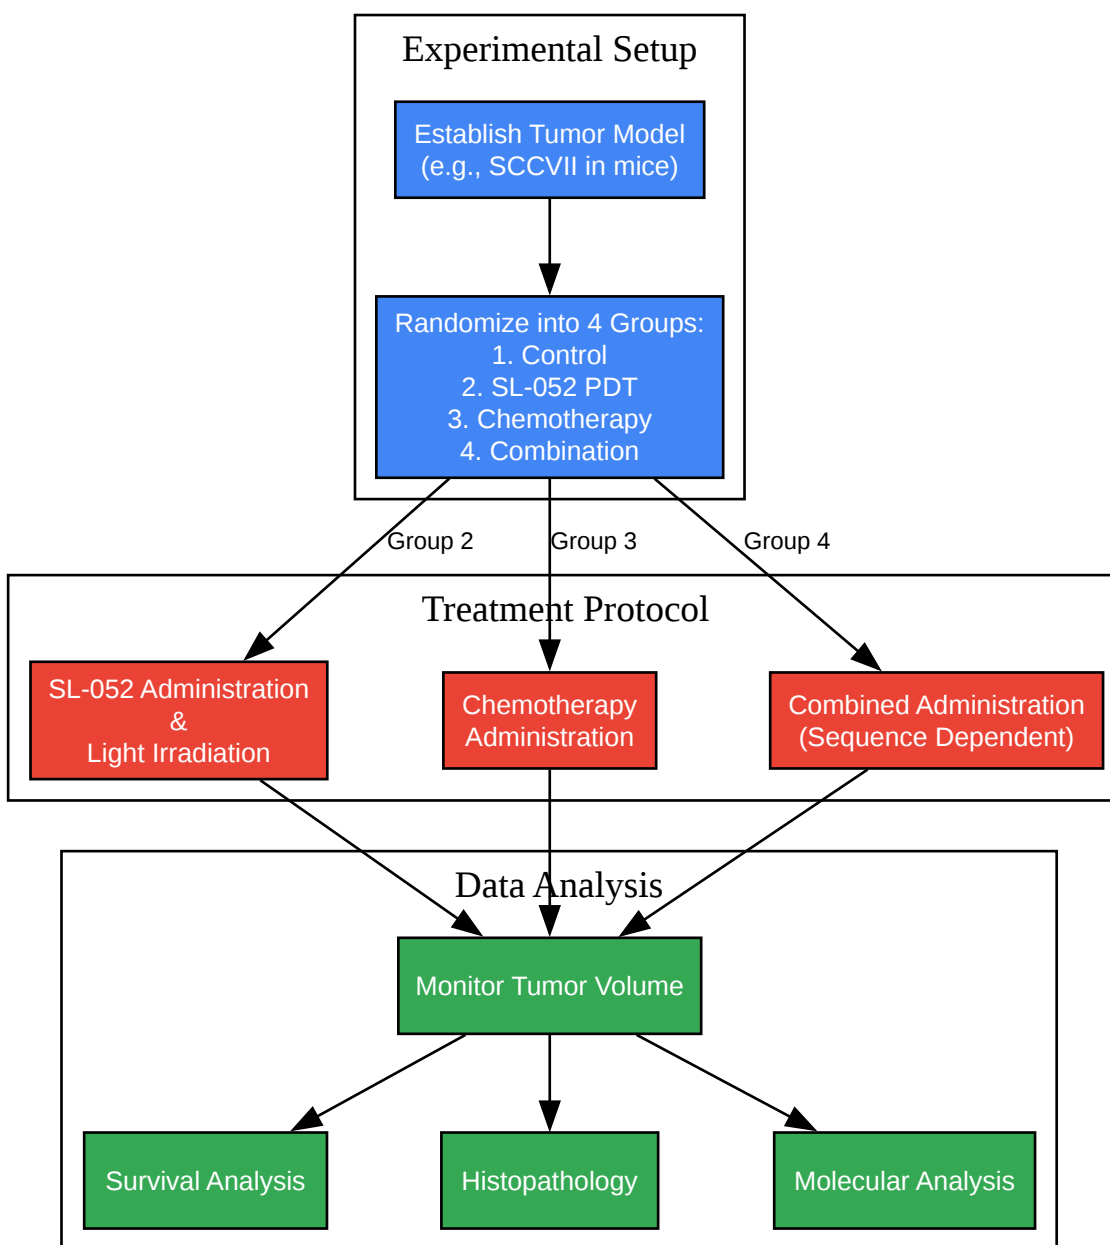 Experimental Setup
Establish Tumor Model
(e.g., SCCVII in mice)
Randomize into 4 Groups:
1. Control
2. SL-052 PDT
3. Chemotherapy
4. Combination
Group 2
Group 3
Group 4
Treatment Protocol
SL-052 Administration
&
Light Irradiation
Chemotherapy
Administration
Combined Administration
(Sequence Dependent)
Data Analysis
Monitor Tumor Volume
Survival Analysis
Histopathology
Molecular Analysis